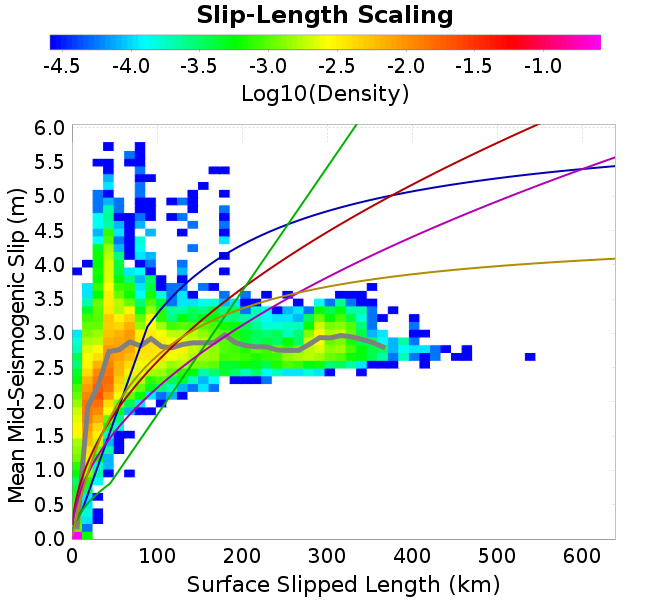 Slip-Length Scaling
-4.5 -4.0 -3.5 -3.0 -2.5 -2.0 -1.5 -1.0
Log10(Density)
6.0
5.5
5.0
4.5
4.0
3.5
3.0
2.5
2.0
1.5
1.0
0.5
0.0
Mean Mid-Seismogenic Slip (m)
0 100 200 300 400 500 600
Surface Slipped Length (km)